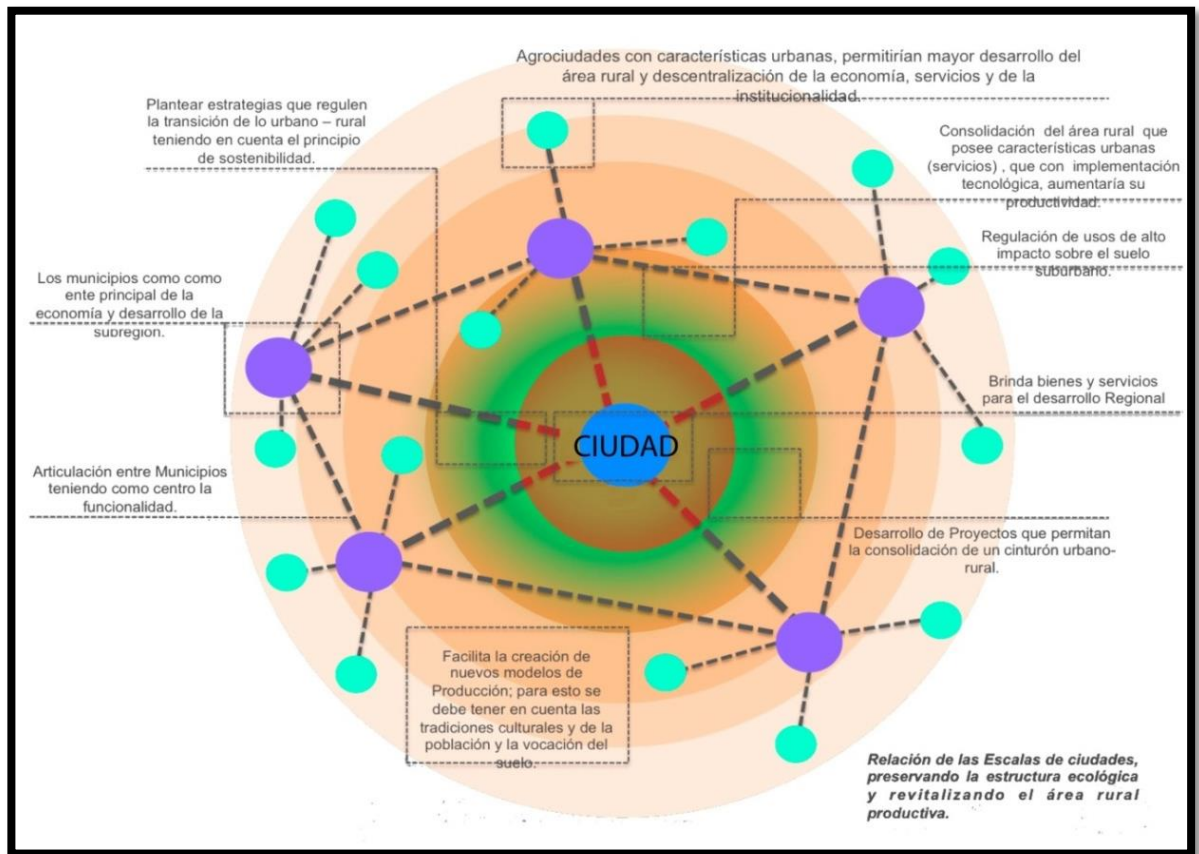 Agrociudades con características urbanas, permitirían mayor desarrollo del
área rural y descentralización de la economía, servicios y de la
institucionalidad.
Plantear estrategias que regulen
la transición de lo urbano – rural
teniendo en cuenta el principio
de sostenibilidad.
Consolidación del área rural que
posee características urbanas
(servicios) , que con implementación
tecnológica, aumentaría su
productividad.
Regulación de usos de alto
impacto sobre el suelo
suburbano.
Los municipios como como
ente principal de la
economía y desarrollo de la
subregión.
Brinda bienes y servicios
para el desarrollo Regional
CIUDAD
Articulación entre Municipios
teniendo como centro la
funcionalidad.
Desarrollo de Proyectos que permitan
la consolidación de un cinturón urbano-
rural.
Facilita la creación de
nuevos modelos de
Producción; para esto se
debe tener en cuenta las
tradiciones culturales y de la
población y la vocación del
suelo.
Relación de las Escalas de ciudades,
preservando la estructura ecológica
y revitalizando el área rural
productiva.